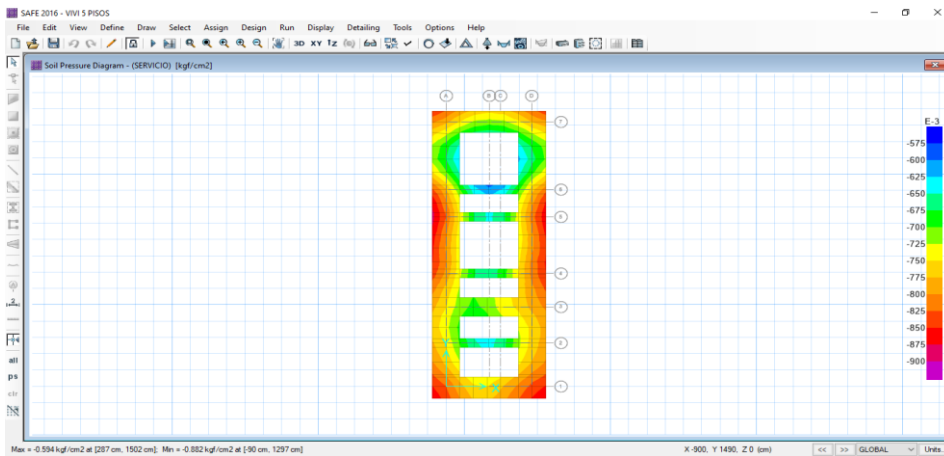 SAFE 2016 - VIVI 5 PISOS
File Edit View Define Draw Select Assign Design Run Display Detailing Tools Options Help
3D XY
Soil Pressure Diagram - (SERVICIO) [kgf/cm2]
A B C D
7
6
5
4
3
2
1
X
E-3
-575
-600
-625
-650
-675
-700
-725
-750
-775
-800
-825
-850
-875
-900
all
ps
clr
Max = -0.594 kgf/cm2 at [287 cm, 1502 cm]; Min = -0.882 kgf/cm2 at [-90 cm, 1297 cm] X -900, Y 1490, Z 0 (cm) << >> GLOBAL Units